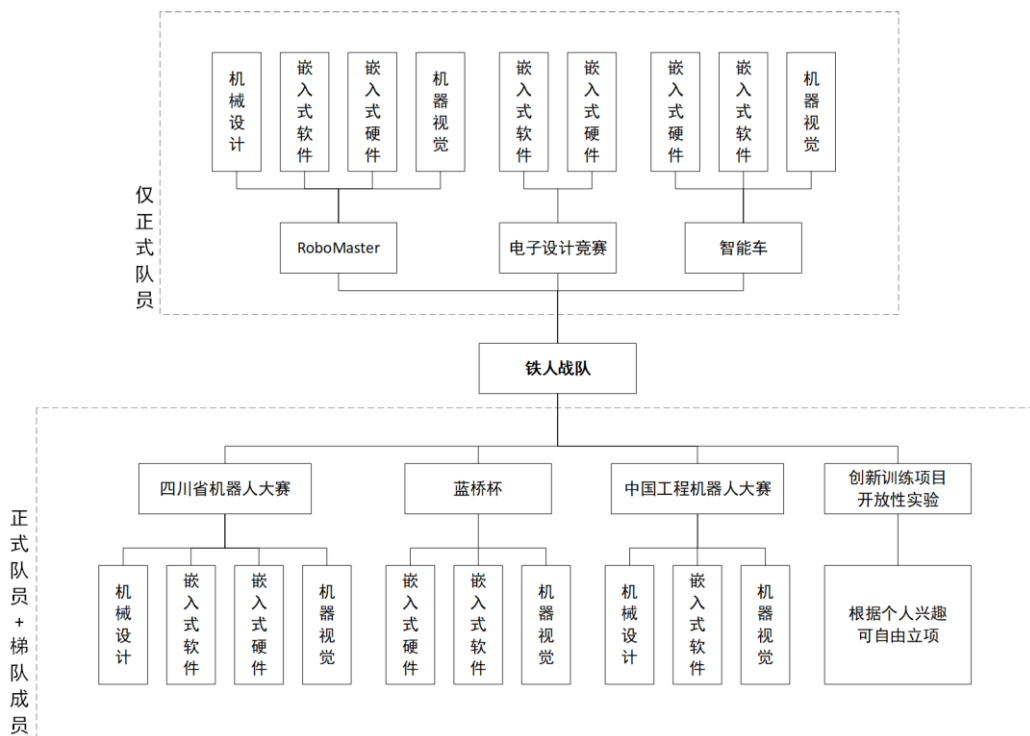 仅正式队员
机械设计
嵌入式软件
嵌入式硬件
机器视觉
嵌入式软件
嵌入式硬件
嵌入式硬件
嵌入式软件
机器视觉
RoboMaster
电子设计竞赛
智能车
铁人战队
正式队员+梯队成员
四川省机器人大赛
蓝桥杯
中国工程机器人大赛
创新训练项目
开放性实验
机械设计
嵌入式软件
嵌入式硬件
机器视觉
嵌入式硬件
嵌入式软件
机器视觉
机械设计
嵌入式软件
机器视觉
根据个人兴趣
可自由立项